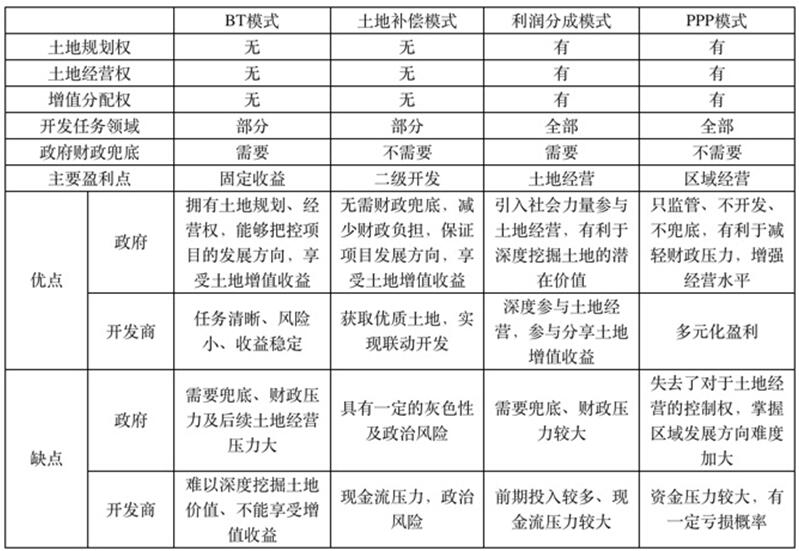 BT模式 土地补偿模式 利润分成模式 PPP模式
土地规划权 无 无 有 有
土地经营权 无 无 有 有
增值分配权 无 无 有 有
开发任务领域 部分 部分 全部 全部
政府财政兜底 需要 不需要 需要 不需要
主要盈利点 固定收益 二级开发 土地经营 区域经营
优点
政府
拥有土地规划、经
营权，能够把控项
目的发展方向，享
受土地增值收益
无需财政兜底，减
少财政负担，保证
项目发展方向，享
受土地增值收益
引入社会力量参与
土地经营，有利于
深度挖掘土地的潜
在价值
只监管、不开发、
不兜底，有利于减
轻财政压力，增强
经营水平
开发商
任务清晰、风险
小、收益稳定
获取优质土地，实
现联动开发
深度参与土地经
营，参与分享土地
增值收益
多元化盈利
缺点
政府
需要兜底、财政压
力及后续土地经营
压力大
具有一定的灰色性
及政治风险
需要兜底、财政压
力较大
失去了对于土地经
营的控制权，掌握
区域发展方向难度
加大
开发商
难以深度挖掘土地
价值、不能享受增
值收益
现金流压力，政治
风险
前期投入较多、现
金流压力较大
资金压力较大，有
一定亏损概率